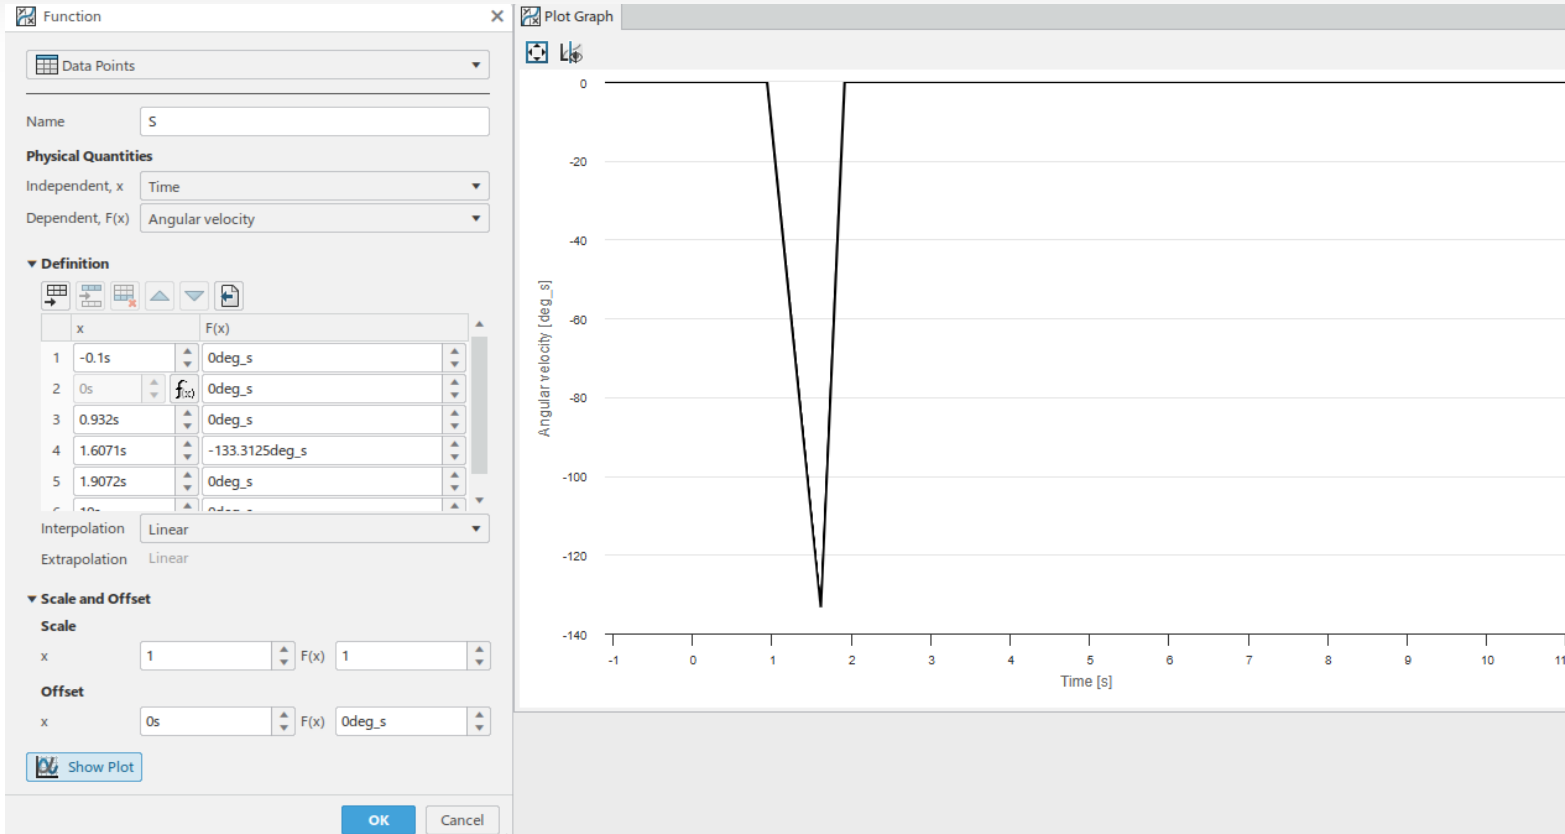 Function
Data Points
Name S
Physical Quantities
Independent, x Time
Dependent, F(x) Angular velocity
Definition
x F(x)
1 -0.1s 0deg_s
2 0s f(x) 0deg_s
3 0.932s 0deg_s
4 1.6071s -133.3125deg_s
5 1.9072s 0deg_s
Interpolation Linear
Extrapolation Linear
Scale and Offset
Scale
x 1 F(x) 1
Offset
x 0s F(x) 0deg_s
Show Plot
OK Cancel
Plot Graph
0
-20
-40
-60
-80
-100
-120
-140
Angular velocity [deg_s]
-1 0 1 2 3 4 5 6 7 8 9 10 11
Time [s]